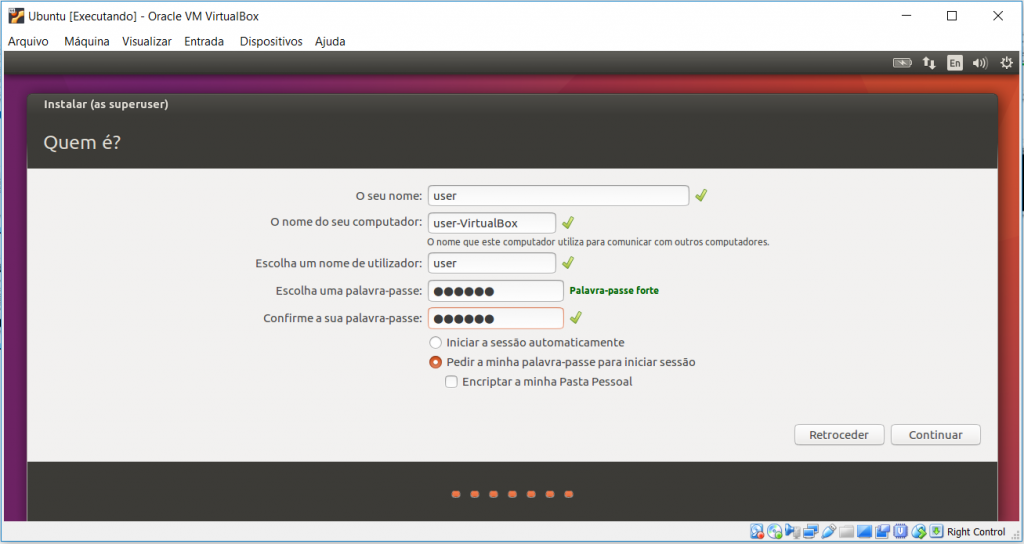 Ubuntu [Executando] - Oracle VM VirtualBox
Arquivo Máquina Visualizar Entrada Dispositivos Ajuda
En
Instalar (as superuser)
Quem é?
O seu nome: user
O nome do seu computador: user-VirtualBox
O nome que este computador utiliza para comunicar com outros computadores.
Escolha um nome de utilizador: user
Escolha uma palavra-passe: ●●●●●● Palavra-passe forte
Confirme a sua palavra-passe: ●●●●●●
Iniciar a sessão automaticamente
Pedir a minha palavra-passe para iniciar sessão
Encriptar a minha Pasta Pessoal
Retroceder Continuar
Right Control